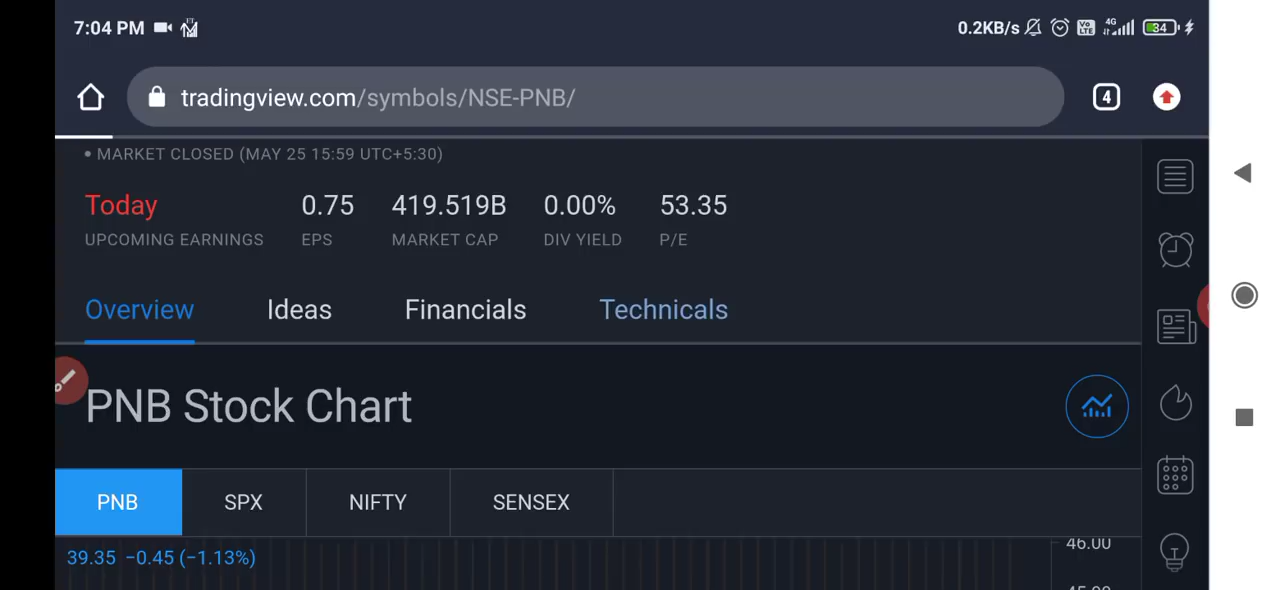 7:04 PM 0.2KB/s 4G 34
tradingview.com/symbols/NSE-PNB/ 4
• MARKET CLOSED (MAY 25 15:59 UTC+5:30)
Today 0.75 419.519B 0.00% 53.35
UPCOMING EARNINGS EPS MARKET CAP DIV YIELD P/E
Overview Ideas Financials Technicals
PNB Stock Chart
PNB SPX NIFTY SENSEX
39.35 −0.45 (−1.13%) 46.00